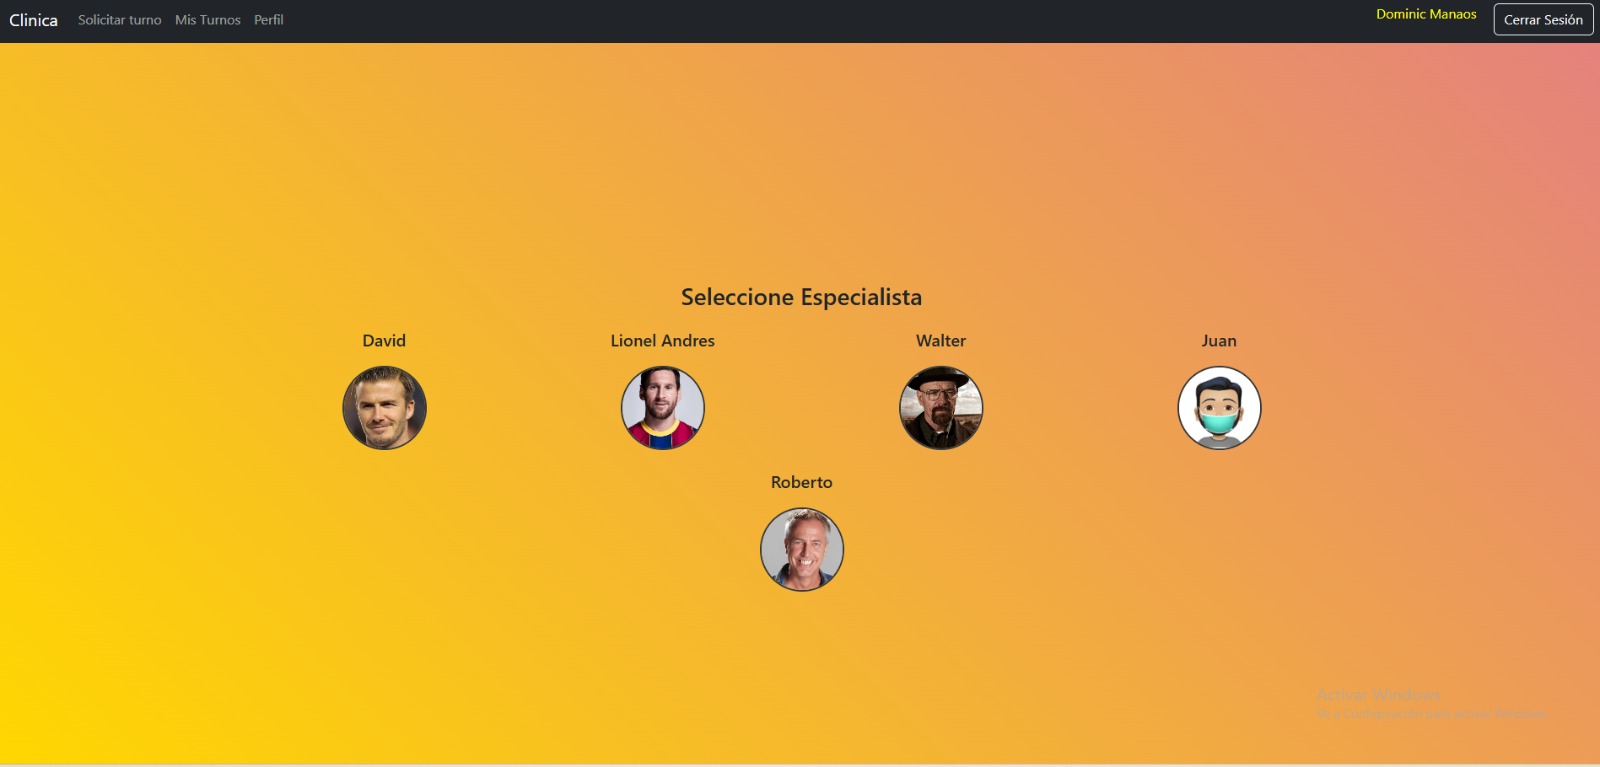 Clinica Solicitar turno Mis Turnos Perfil Dominic Manaos Cerrar Sesión
Seleccione Especialista
David Lionel Andres Walter Juan
Roberto
Activar Windows
Ve a Configuración para activar Windows.